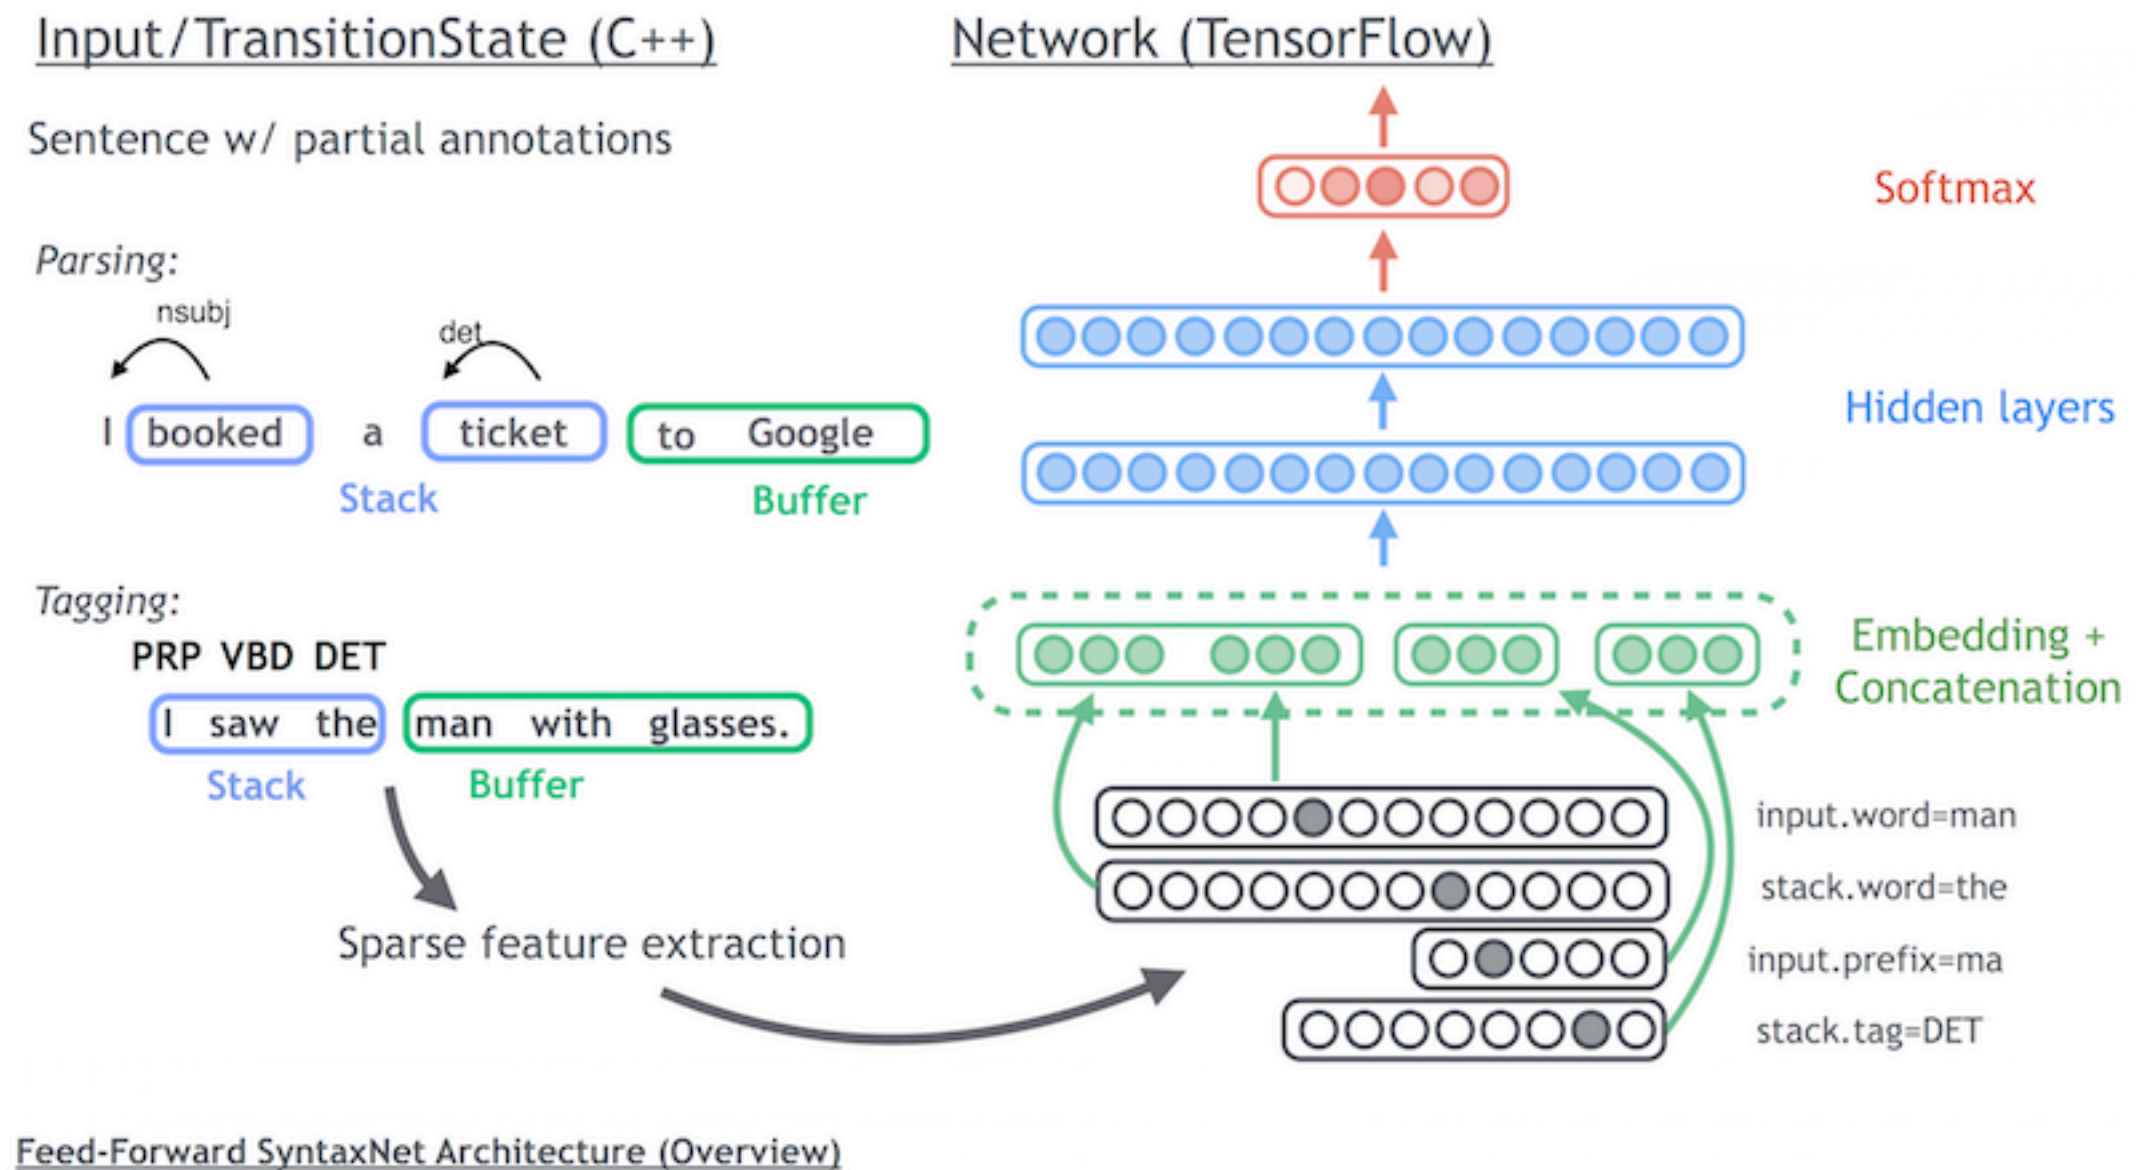 Input/TransitionState (C++)
Network (TensorFlow)
Sentence w/ partial annotations
Softmax
Parsing:
nsubj
det
I booked a ticket to Google
Stack
Buffer
Hidden layers
Tagging:
PRP VBD DET
I saw the man with glasses.
Stack
Buffer
Embedding +
Concatenation
input.word=man
stack.word=the
input.prefix=ma
stack.tag=DET
Sparse feature extraction
Feed-Forward SyntaxNet Architecture (Overview)